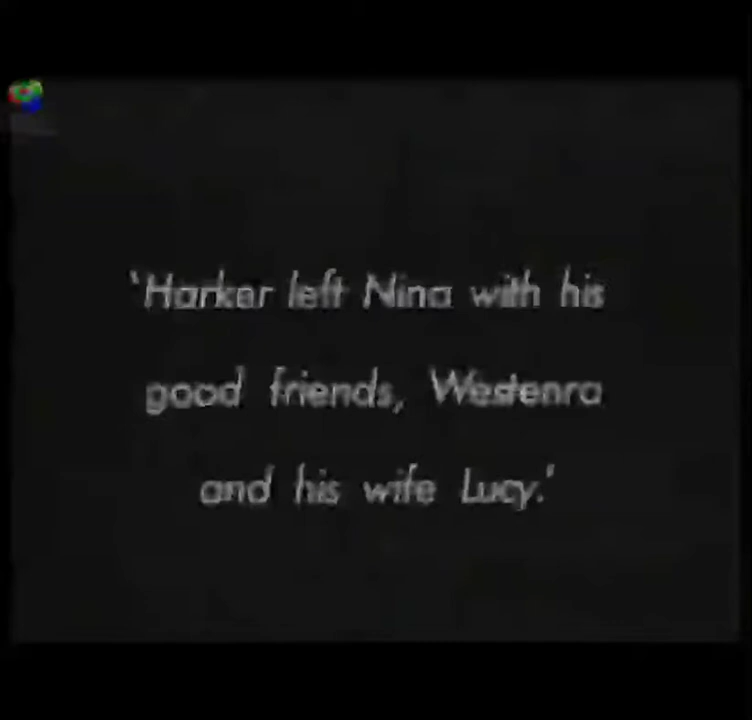 'Harker left Nina with his
good friends, Westenra
and his wife Lucy.'